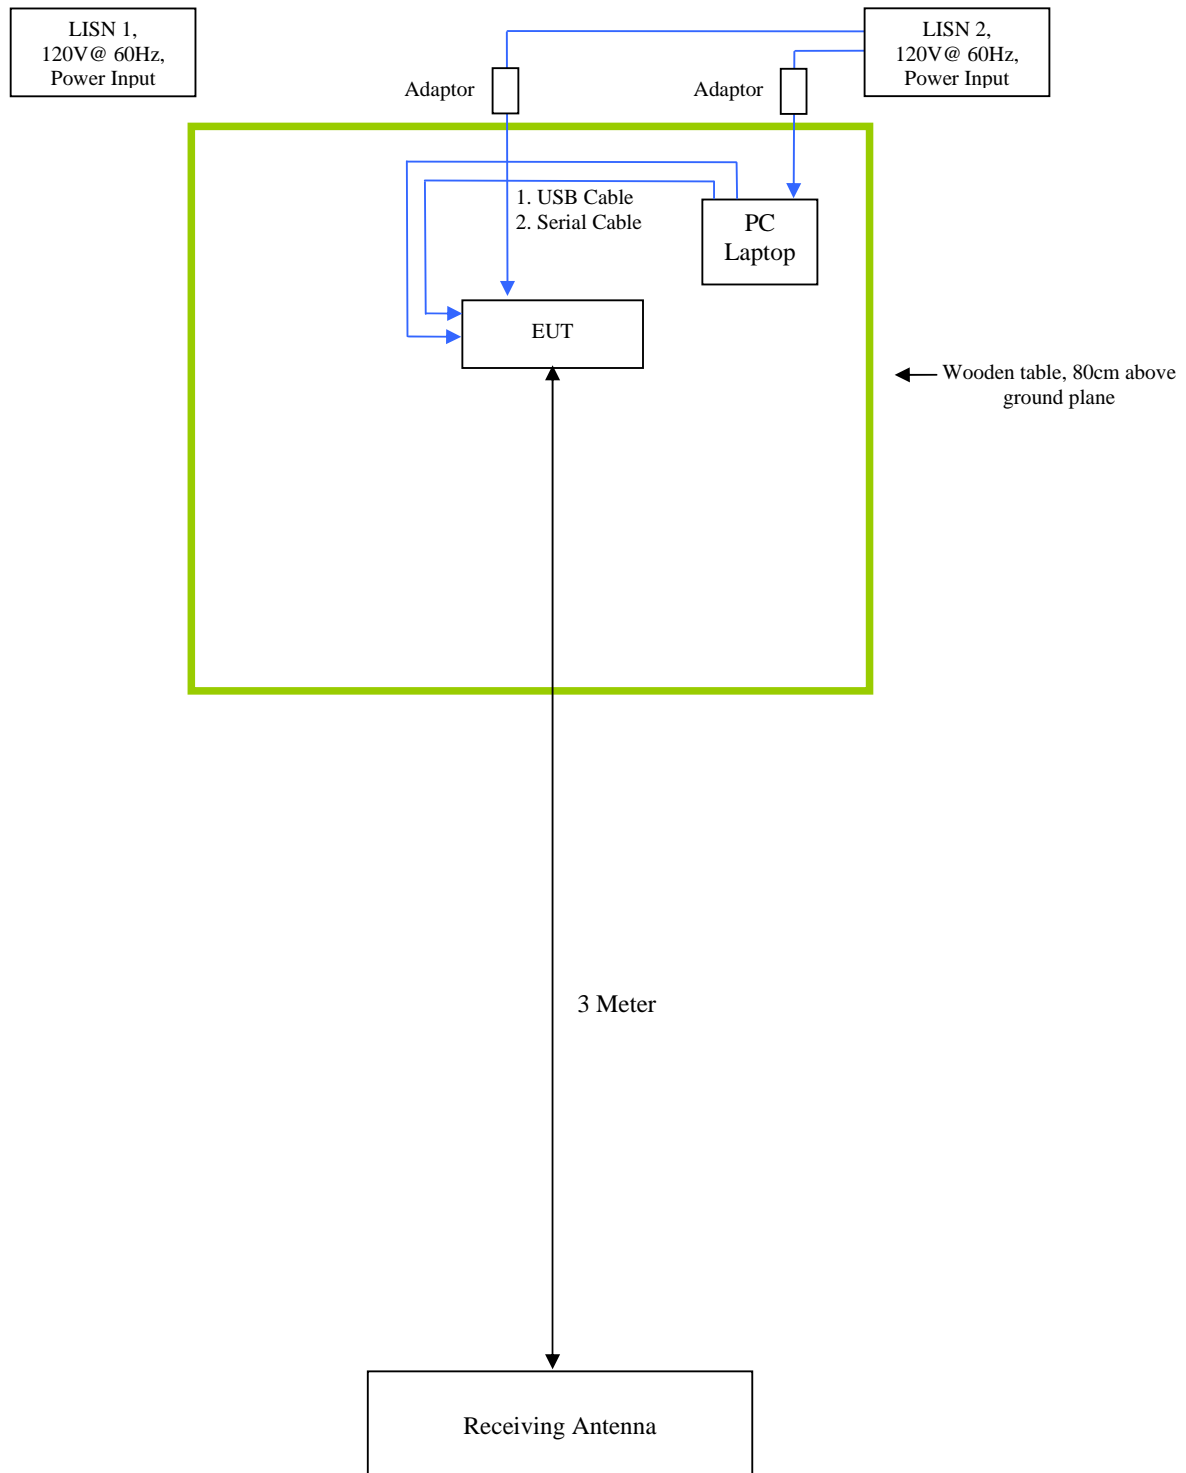 LISN 1,
120V@ 60Hz,
Power Input
LISN 2,
120V@ 60Hz,
Power Input
Adaptor
Adaptor
1. USB Cable
2. Serial Cable
PC
Laptop
EUT
Wooden table, 80cm above
ground plane
3 Meter
Receiving Antenna